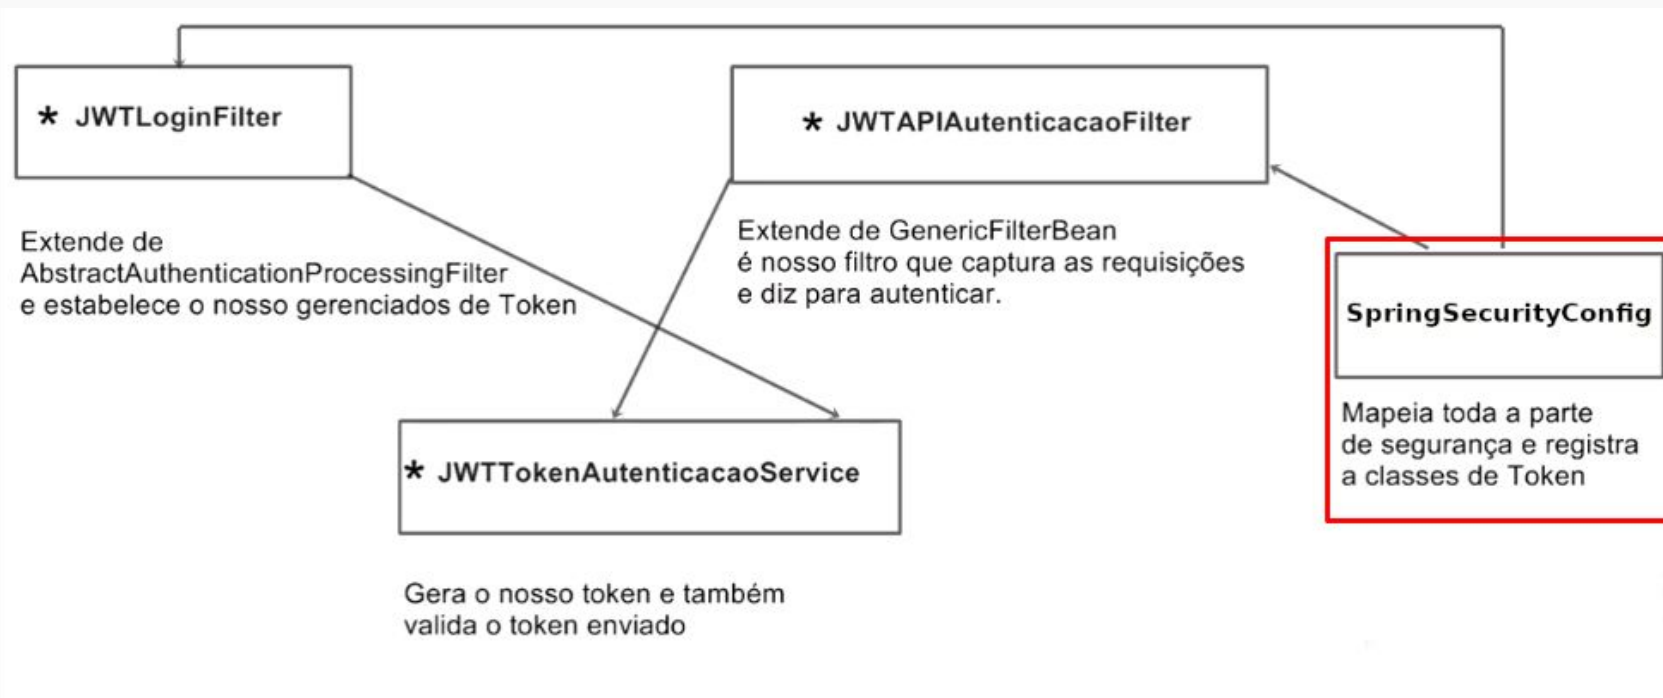 * JWTLoginFilter
Extende de
AbstractAuthenticationProcessingFilter
e estabelece o nosso gerenciados de Token
* JWTAPIAutenticacaoFilter
Extende de GenericFilterBean
é nosso filtro que captura as requisições
e diz para autenticar.
SpringSecurityConfig
Mapeia toda a parte
de segurança e registra
a classes de Token
* JWTTokenAutenticacaoService
Gera o nosso token e também
valida o token enviado